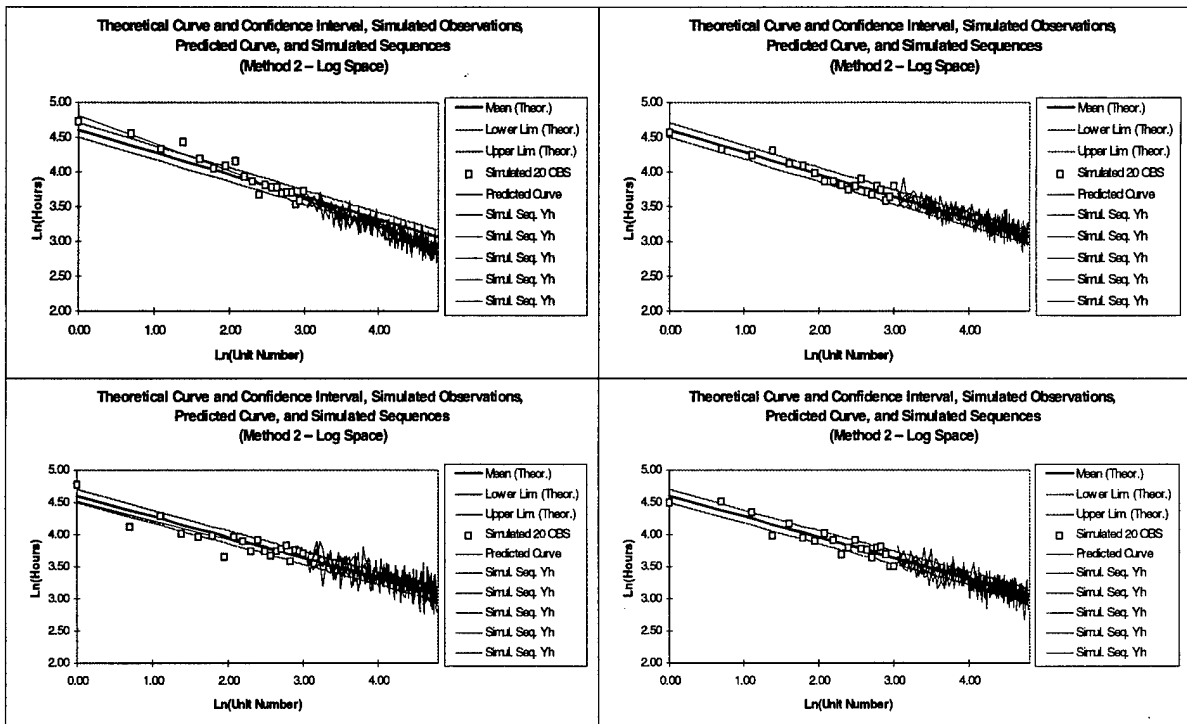 Theoretical Curve and Confidence Interval, Simulated Observations,
Predicted Curve, and Simulated Sequences
(Method 2 – Log Space)
5.00
4.50
4.00
3.50
3.00
2.50
2.00
Ln(Hours)
0.00 1.00 2.00 3.00 4.00
Ln(Unit Number)
Mean (Theor.)
Lower Lim (Theor.)
Upper Lim (Theor.)
Simulated 20 OBS
Predicted Curve
Simul. Seq. Yh
Simul. Seq. Yh
Simul. Seq. Yh
Simul. Seq. Yh
Simul. Seq. Yh
Theoretical Curve and Confidence Interval, Simulated Observations,
Predicted Curve, and Simulated Sequences
(Method 2 – Log Space)
5.00
4.50
4.00
3.50
3.00
2.50
2.00
Ln(Hours)
0.00 1.00 2.00 3.00 4.00
Ln(Unit Number)
Mean (Theor.)
Lower Lim (Theor.)
Upper Lim (Theor.)
Simulated 20 OBS
Predicted Curve
Simul. Seq. Yh
Simul. Seq. Yh
Simul. Seq. Yh
Simul. Seq. Yh
Simul. Seq. Yh
Theoretical Curve and Confidence Interval, Simulated Observations,
Predicted Curve, and Simulated Sequences
(Method 2 – Log Space)
5.00
4.50
4.00
3.50
3.00
2.50
2.00
Ln(Hours)
0.00 1.00 2.00 3.00 4.00
Ln(Unit Number)
Mean (Theor.)
Lower Lim (Theor.)
Upper Lim (Theor.)
Simulated 20 OBS
Predicted Curve
Simul. Seq. Yh
Simul. Seq. Yh
Simul. Seq. Yh
Simul. Seq. Yh
Simul. Seq. Yh
Theoretical Curve and Confidence Interval, Simulated Observations,
Predicted Curve, and Simulated Sequences
(Method 2 – Log Space)
5.00
4.50
4.00
3.50
3.00
2.50
2.00
Ln(Hours)
0.00 1.00 2.00 3.00 4.00
Ln(Unit Number)
Mean (Theor.)
Lower Lim (Theor.)
Upper Lim (Theor.)
Simulated 20 OBS
Predicted Curve
Simul. Seq. Yh
Simul. Seq. Yh
Simul. Seq. Yh
Simul. Seq. Yh
Simul. Seq. Yh